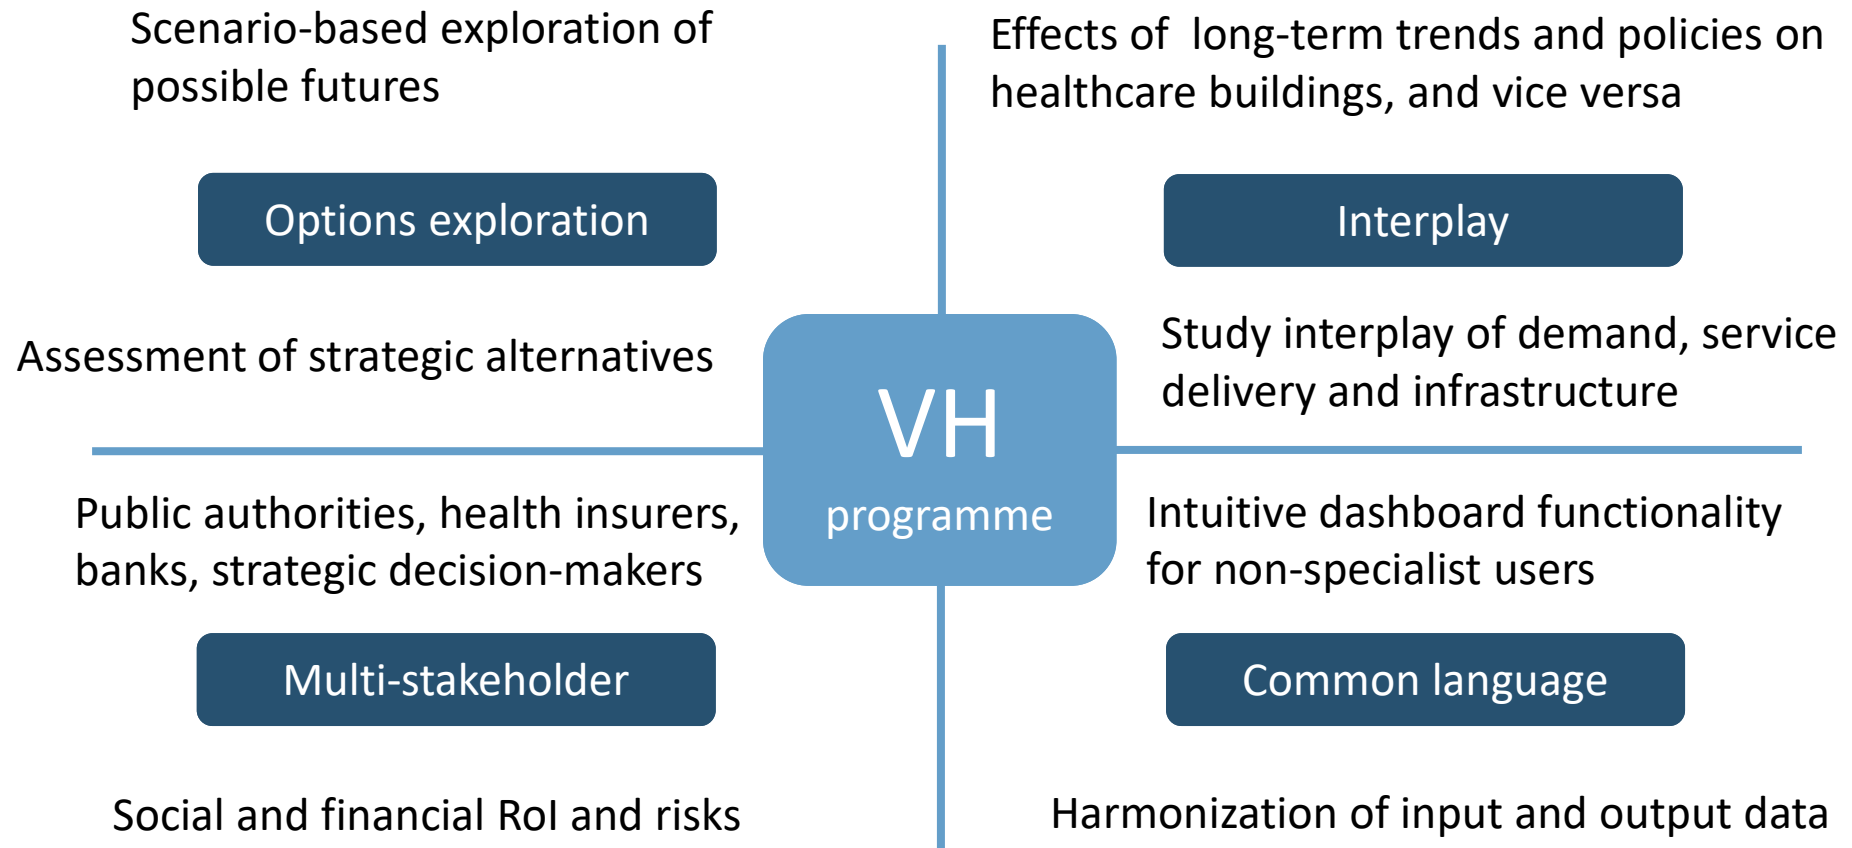 Scenario-based exploration of
possible futures
Options exploration
Assessment of strategic alternatives
Effects of long-term trends and policies on
healthcare buildings, and vice versa
Interplay
Study interplay of demand, service
delivery and infrastructure
VH
programme
Public authorities, health insurers,
banks, strategic decision-makers
Multi-stakeholder
Social and financial RoI and risks
Intuitive dashboard functionality
for non-specialist users
Common language
Harmonization of input and output data